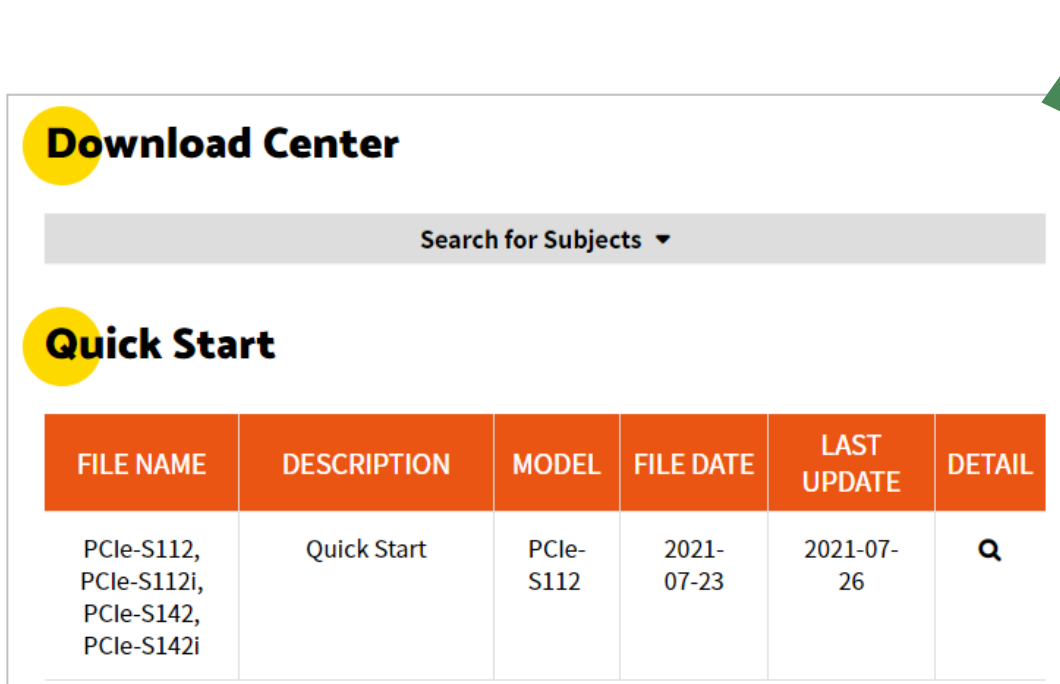 Download Center
Search for Subjects
Quick Start
FILE NAME DESCRIPTION MODEL FILE DATE LAST UPDATE DETAIL
PCIe-S112, Quick Start PCIe- 2021- 2021-07-
PCIe-S112i, S112 07-23 26
PCIe-S142,
PCIe-S142i